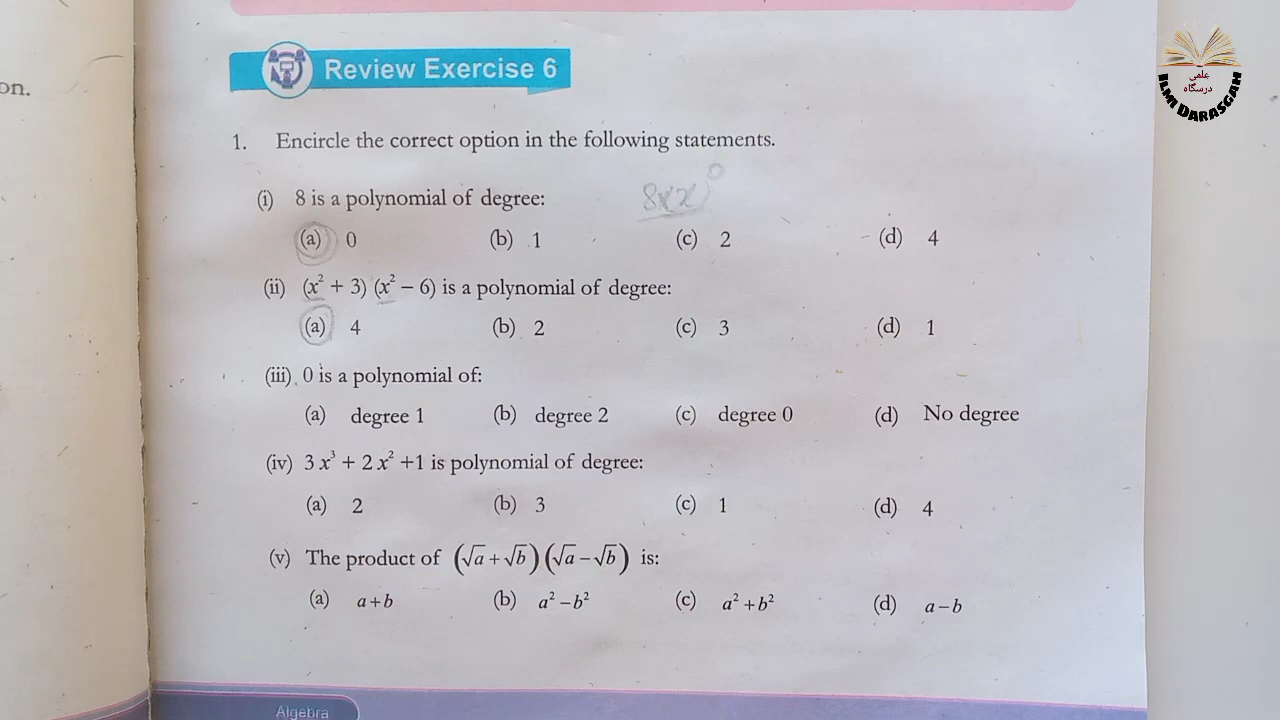 on.
Review Exercise 6
علمی
درسگاہ
ILMI DARASGAH
1. Encircle the correct option in the following statements.
(i) 8 is a polynomial of degree: 8×x⁰
(a) 0 (b) 1 (c) 2 (d) 4
(ii) (x² + 3) (x² – 6) is a polynomial of degree:
(a) 4 (b) 2 (c) 3 (d) 1
(iii) 0 is a polynomial of:
(a) degree 1 (b) degree 2 (c) degree 0 (d) No degree
(iv) 3x³ + 2x² +1 is polynomial of degree:
(a) 2 (b) 3 (c) 1 (d) 4
(v) The product of (√a + √b) (√a – √b) is:
(a) a+b (b) a² – b² (c) a² + b² (d) a – b
Algebra